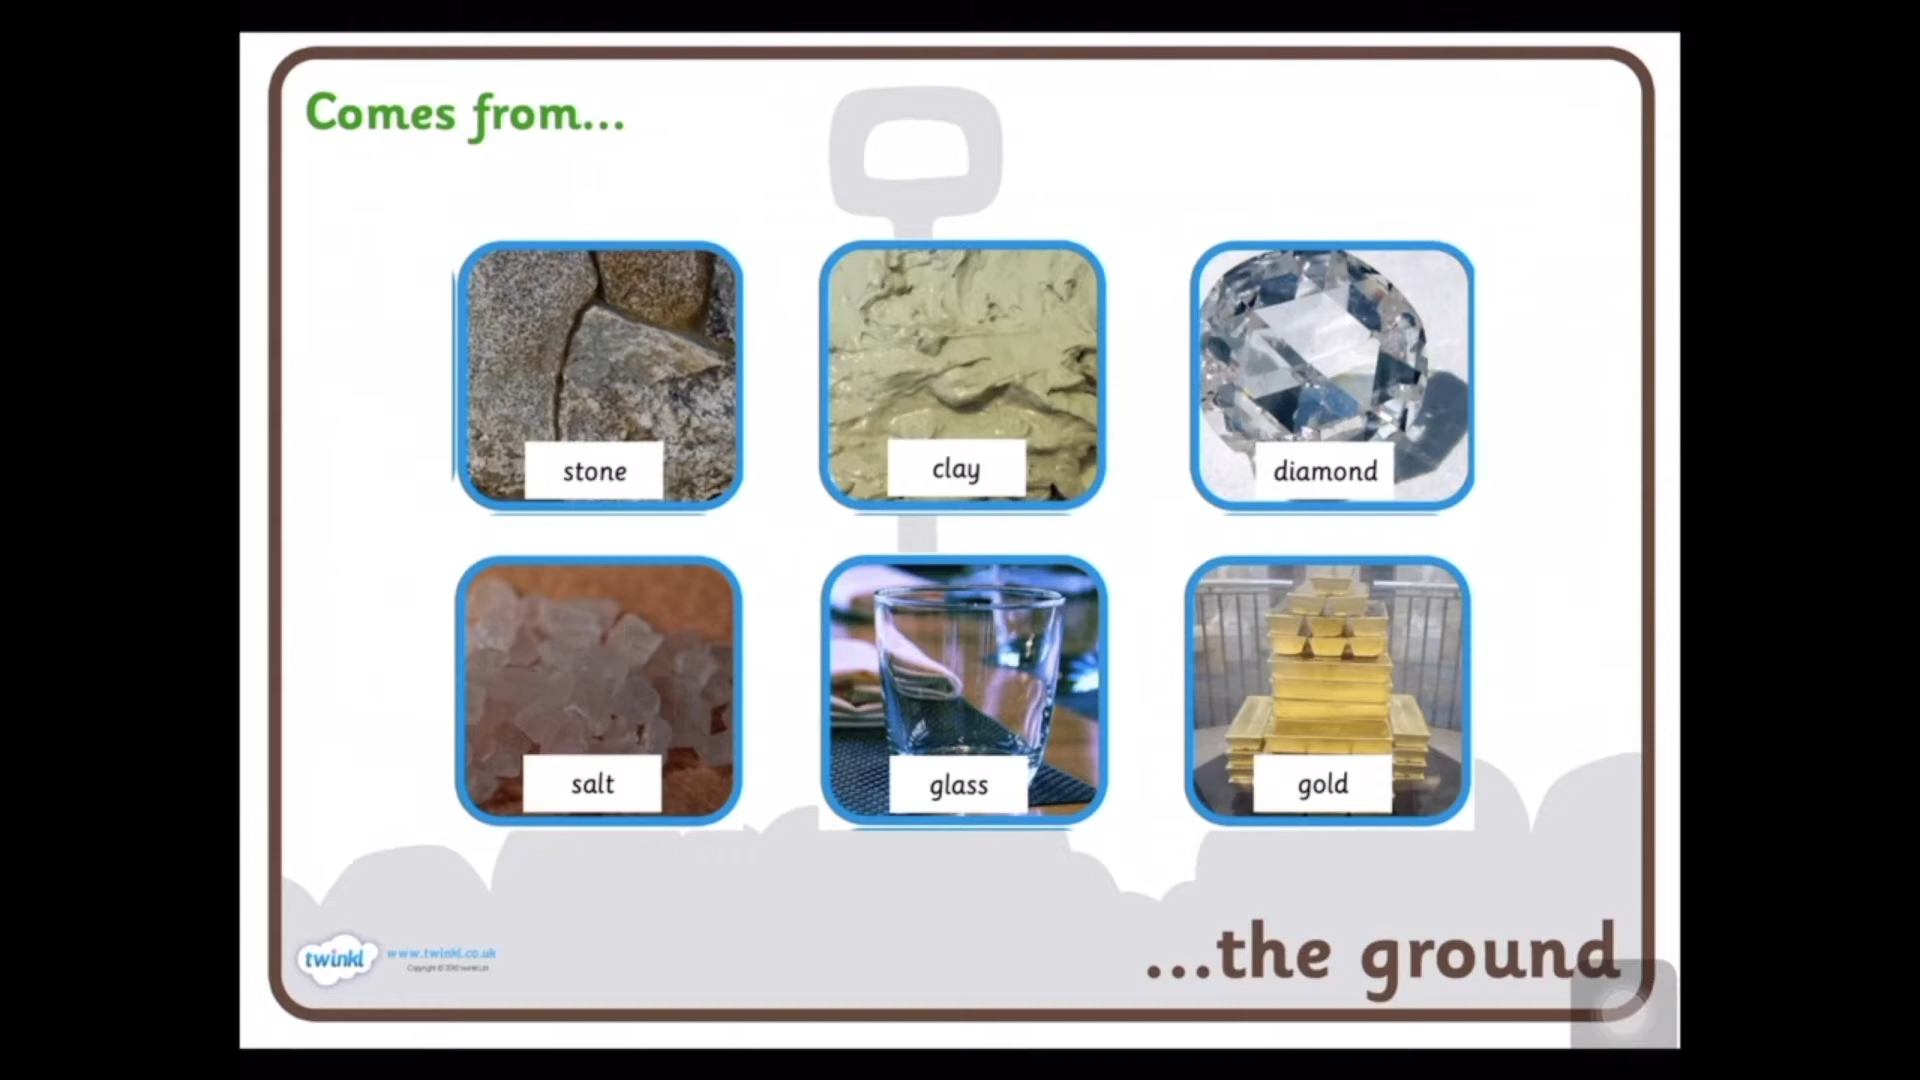 Comes from...
stone
clay
diamond
salt
glass
gold
...the ground
twinkl
www.twinkl.co.uk